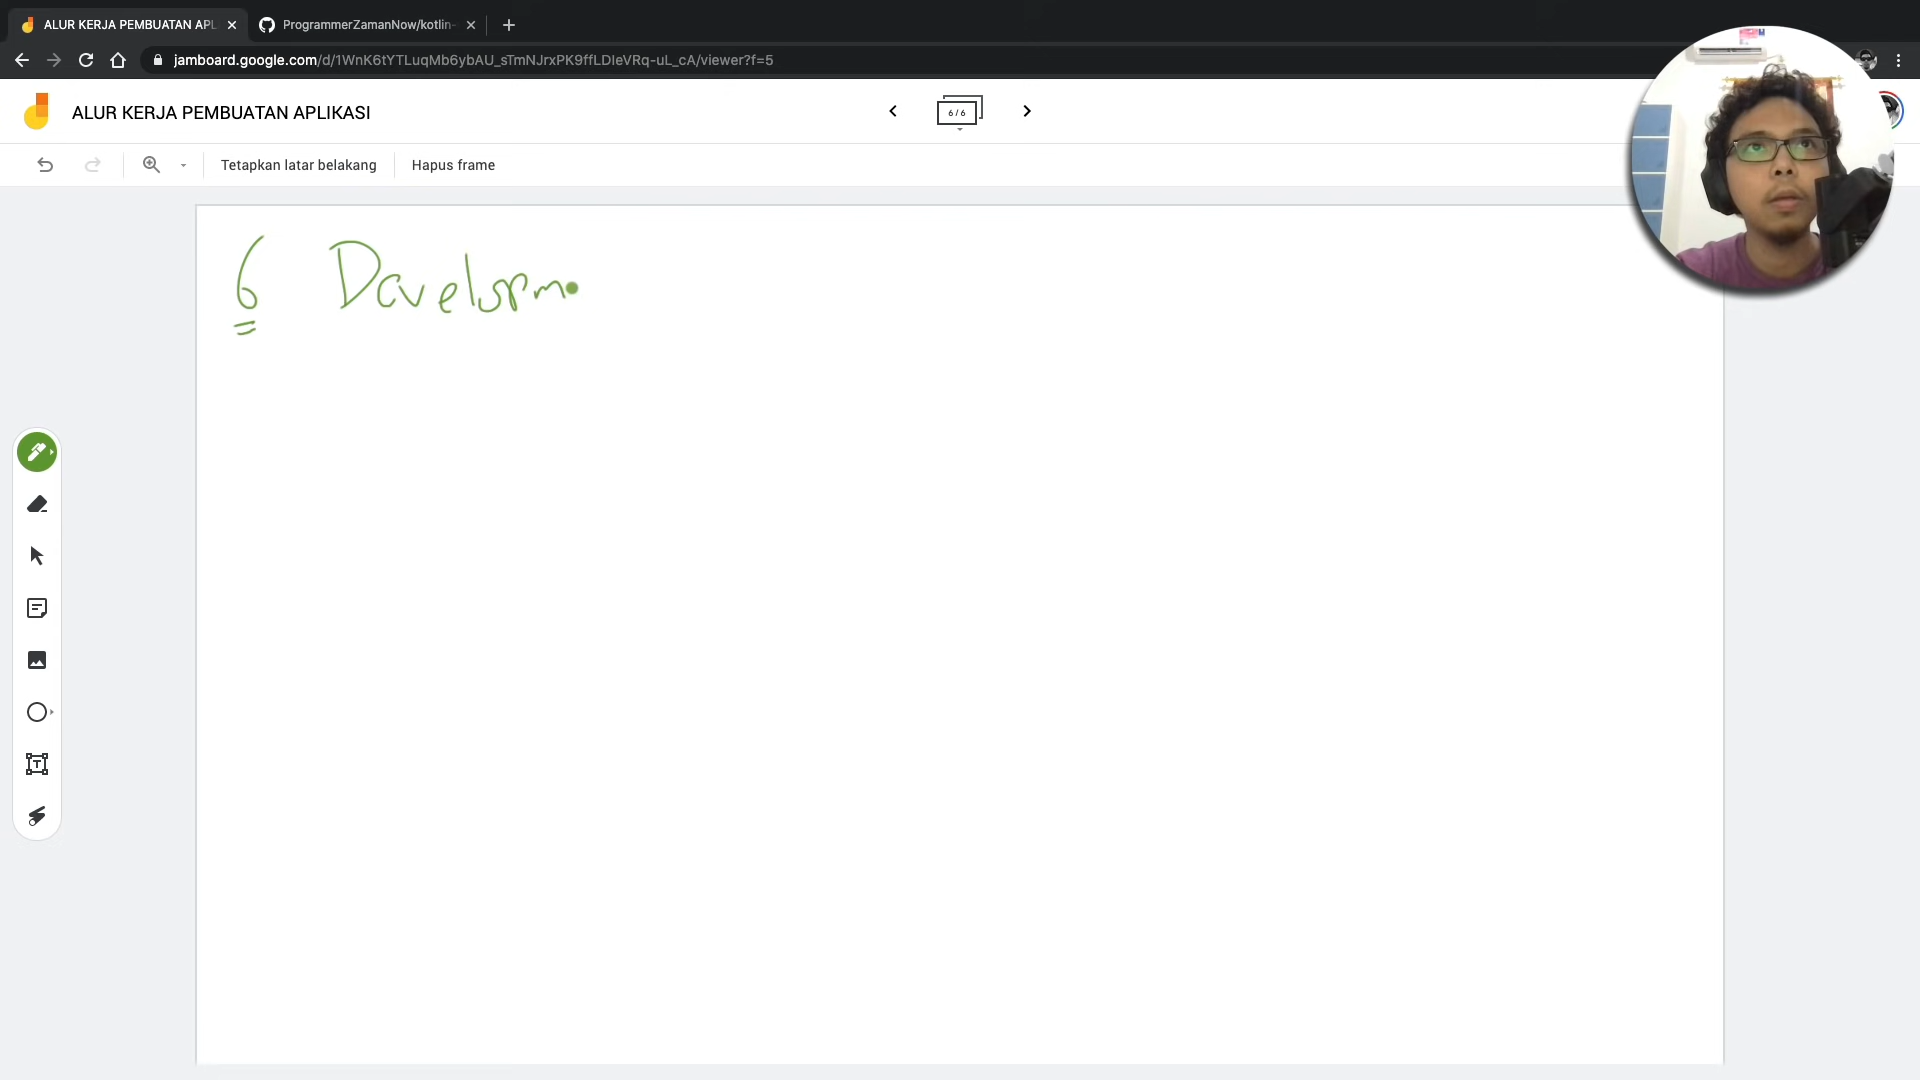 ALUR KERJA PEMBUATAN APL
ProgrammerZamanNow/kotlin-
jamboard.google.com/d/1WnK6tYTLuqMb6ybAU_sTmNJrxPK9ffLDIeVRq-uL_cA/viewer?f=5
ALUR KERJA PEMBUATAN APLIKASI
6 / 6
Tetapkan latar belakang
Hapus frame
6 Developm